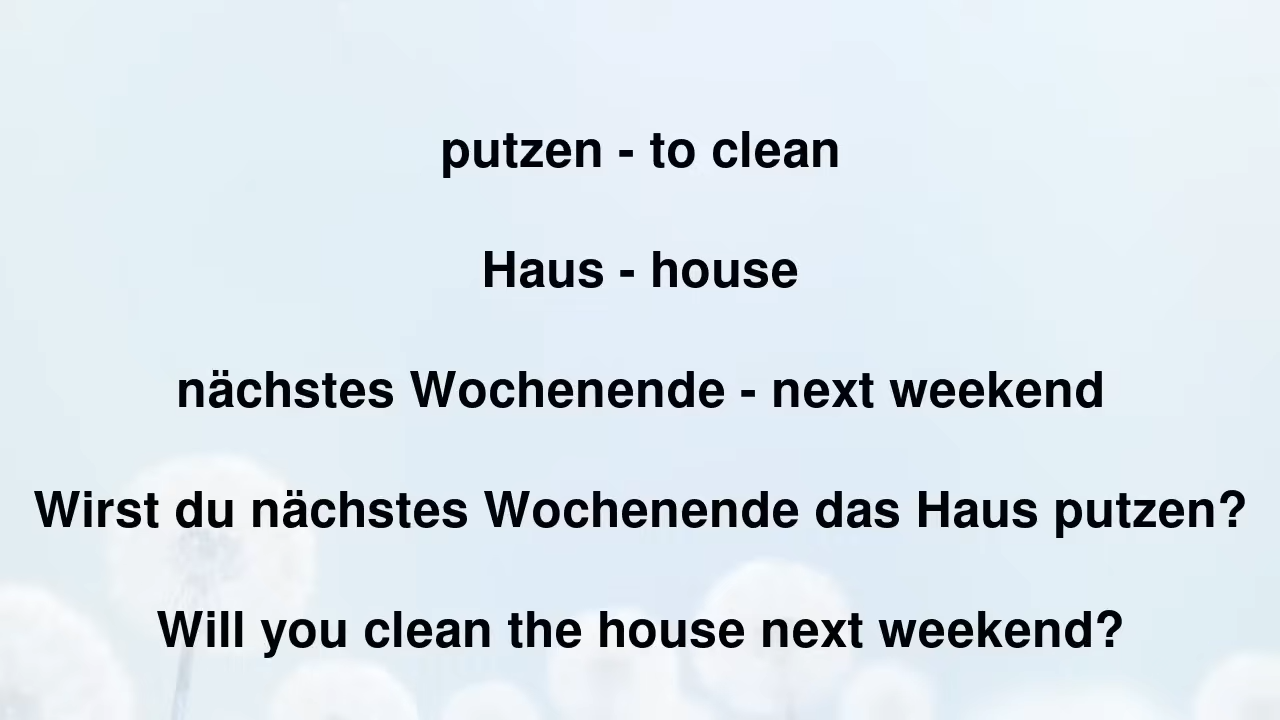 putzen - to clean
Haus - house
nächstes Wochenende - next weekend
Wirst du nächstes Wochenende das Haus putzen?
Will you clean the house next weekend?